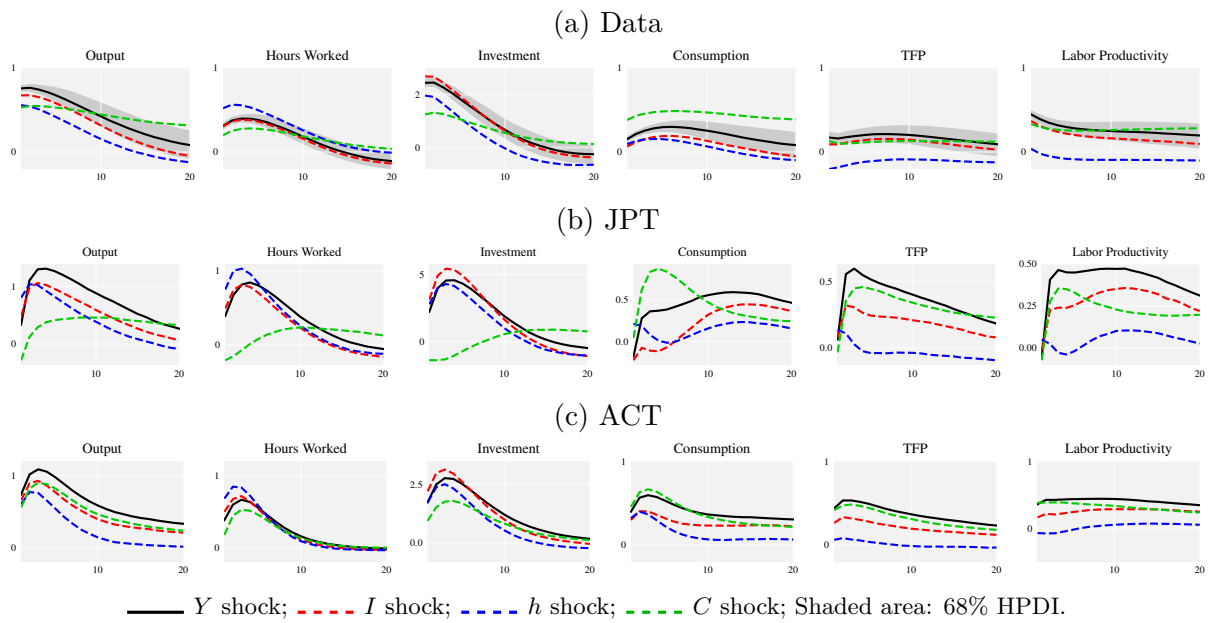 (a) Data
Output Hours Worked Investment Consumption TFP Labor Productivity
1 1 1 1 1
2
0 0 0 0 0 0
10 20 10 20 10 20 10 20 10 20 10 20
(b) JPT
Output Hours Worked Investment Consumption TFP Labor Productivity
0.50
1 1 5 0.5 0.5 0.25
0 0 0 0.0 0.0 0.00
10 20 10 20 10 20 10 20 10 20 10 20
(c) ACT
Output Hours Worked Investment Consumption TFP Labor Productivity
1 1 1 1 1
2.5
0 0 0.0 0 0 0
10 20 10 20 10 20 10 20 10 20 10 20
Y shock; I shock; h shock; C shock; Shaded area: 68% HPDI.